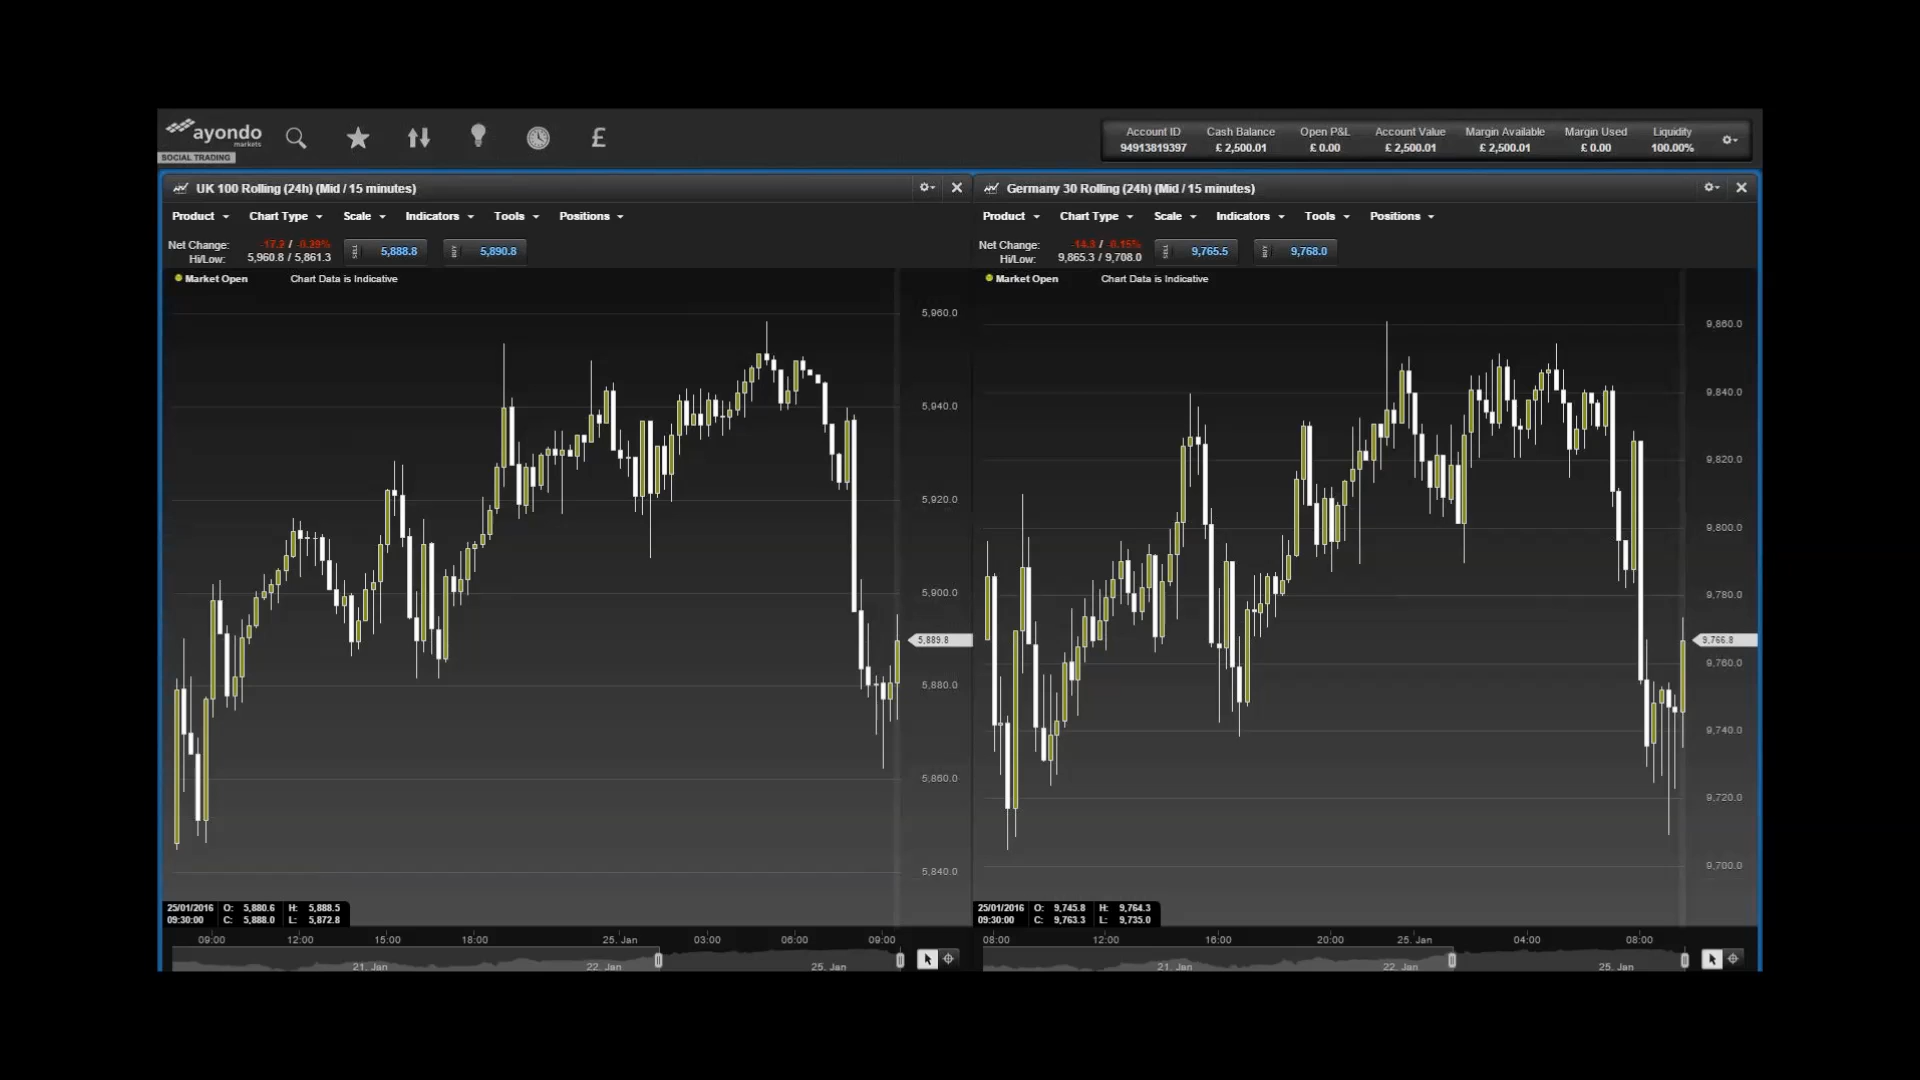 ayondo
markets
SOCIAL TRADING
£
Account ID Cash Balance Open P&L Account Value Margin Available Margin Used Liquidity
94913819397 £ 2,500.01 £ 0.00 £ 2,500.01 £ 2,500.01 £ 0.00 100.00%
UK 100 Rolling (24h) (Mid / 15 minutes)
Product Chart Type Scale Indicators Tools Positions
Net Change: -17.2 / -0.29%
Hi/Low: 5,960.8 / 5,861.3
SELL 5,888.8 BUY 5,890.8
Market Open Chart Data is Indicative
5,960.0
5,940.0
5,920.0
5,900.0
5,889.8
5,880.0
5,860.0
5,840.0
25/01/2016 O: 5,880.6 H: 5,888.5
09:30:00 C: 5,888.0 L: 5,872.8
09:00 12:00 15:00 18:00 25. Jan 03:00 06:00 09:00
21. Jan 22. Jan 25. Jan
Germany 30 Rolling (24h) (Mid / 15 minutes)
Product Chart Type Scale Indicators Tools Positions
Net Change: -14.3 / -0.15%
Hi/Low: 9,865.3 / 9,708.0
SELL 9,765.5 BUY 9,768.0
Market Open Chart Data is Indicative
9,860.0
9,840.0
9,820.0
9,800.0
9,780.0
9,766.8
9,760.0
9,740.0
9,720.0
9,700.0
25/01/2016 O: 9,745.8 H: 9,764.3
09:30:00 C: 9,763.3 L: 9,735.0
08:00 12:00 16:00 20:00 25. Jan 04:00 08:00
21. Jan 22. Jan 25. Jan